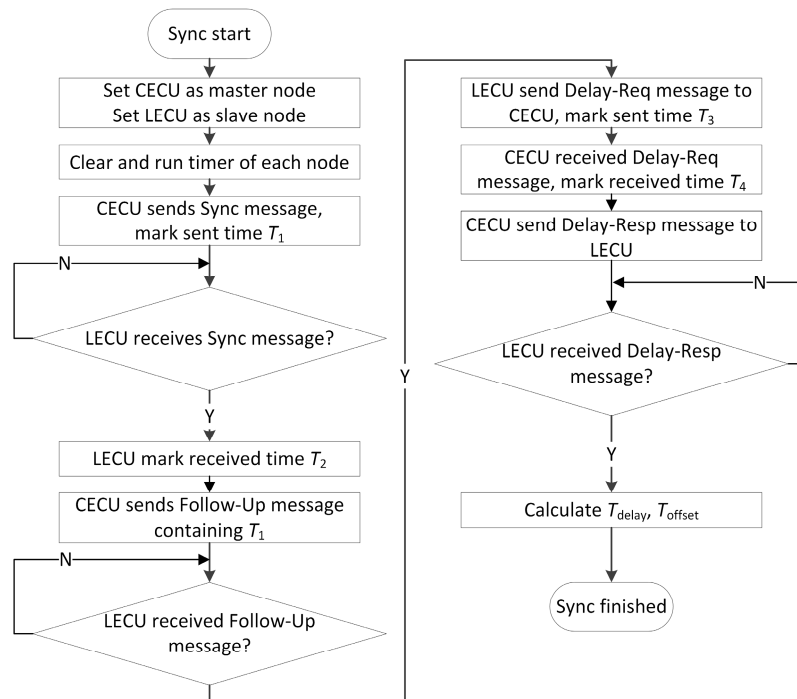 Sync start
Set CECU as master node
Set LECU as slave node
Clear and run timer of each node
CECU sends Sync message,
mark sent time T1
N
LECU receives Sync message?
Y
LECU mark received time T2
CECU sends Follow-Up message
containing T1
N
LECU received Follow-Up
message?
Y
LECU send Delay-Req message to
CECU, mark sent time T3
CECU received Delay-Req
message, mark received time T4
CECU send Delay-Resp message to
LECU
N
LECU received Delay-Resp
message?
Y
Calculate Tdelay, Toffset
Sync finished